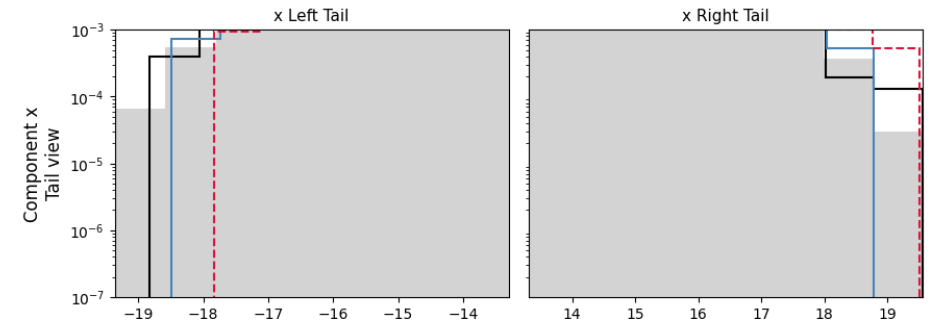 x Left Tail
x Right Tail
Component x
Tail view
10⁻³
10⁻⁴
10⁻⁵
10⁻⁶
10⁻⁷
−19 −18 −17 −16 −15 −14
14 15 16 17 18 19